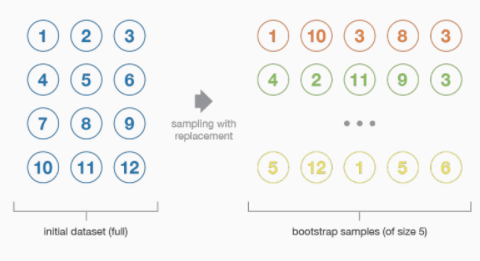 1 2 3 1 10 3 8 3
4 5 6 4 2 11 9 3
sampling with
replacement
7 8 9 ...
10 11 12 5 12 1 5 6
initial dataset (full) bootstrap samples (of size 5)